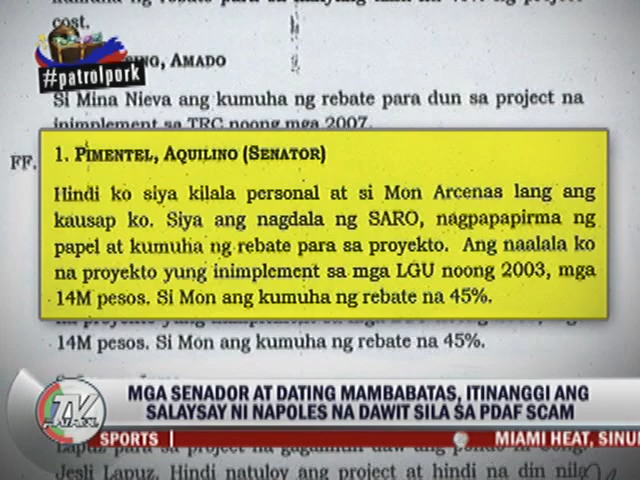 cost.
#patrolpork
, AMADO
Si Mina Nieva ang kumuha ng rebate para dun sa project na
inimplement sa TRC noong mga 2007.
FF.
1. PIMENTEL, AQUILINO (SENATOR)
Hindi ko siya kilala personal at si Mon Arcenas lang ang
kausap ko. Siya ang nagdala ng SARO, nagpapapirma ng
papel at kumuha ng rebate para sa proyekto. Ang naalala ko
na proyekto yung inimplement sa mga LGU noong 2003, mga
14M pesos. Si Mon ang kumuha ng rebate na 45%.
14M pesos. Si Mon ang kumuha ng rebate na 45%.
TV PATROL
MGA SENADOR AT DATING MAMBABATAS, ITINANGGI ANG
SALAYSAY NI NAPOLES NA DAWIT SILA SA PDAF SCAM
SPORTS MIAMI HEAT, SINU
Jesli Lapuz. Hindi natuloy ang project at hindi na din nila